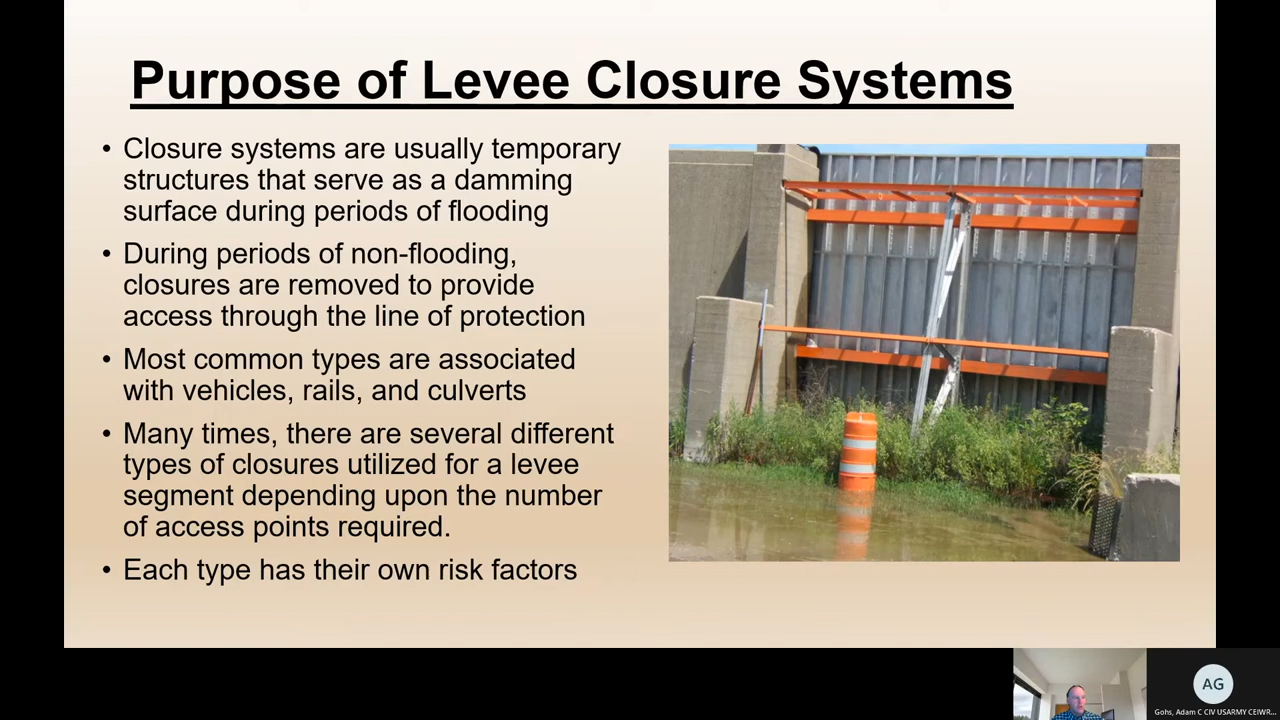 Purpose of Levee Closure Systems
• Closure systems are usually temporary
structures that serve as a damming
surface during periods of flooding
• During periods of non-flooding,
closures are removed to provide
access through the line of protection
• Most common types are associated
with vehicles, rails, and culverts
• Many times, there are several different
types of closures utilized for a levee
segment depending upon the number
of access points required.
• Each type has their own risk factors
AG
Gohs, Adam C CIV USARMY CEIWR...